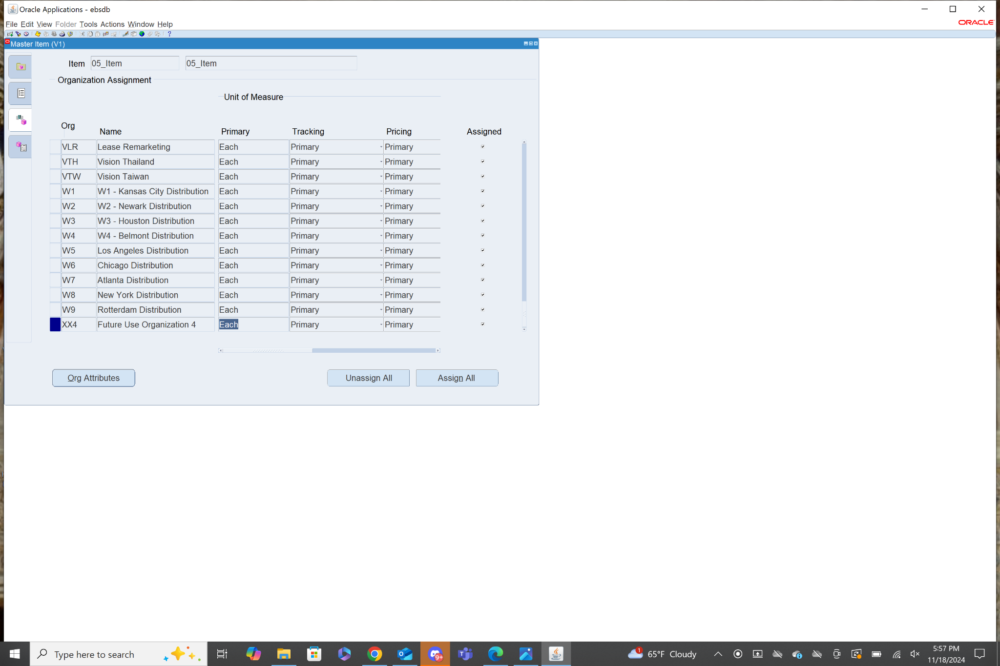 Oracle Applications - ebsdb
File Edit View Folder Tools Actions Window Help
ORACLE
Master Item (V1)
Item 05_Item 05_Item
Organization Assignment
Unit of Measure
Org Name Primary Tracking Pricing Assigned
VLR Lease Remarketing Each Primary Primary
VTH Vision Thailand Each Primary Primary
VTW Vision Taiwan Each Primary Primary
W1 W1 - Kansas City Distribution Each Primary Primary
W2 W2 - Newark Distribution Each Primary Primary
W3 W3 - Houston Distribution Each Primary Primary
W4 W4 - Belmont Distribution Each Primary Primary
W5 Los Angeles Distribution Each Primary Primary
W6 Chicago Distribution Each Primary Primary
W7 Atlanta Distribution Each Primary Primary
W8 New York Distribution Each Primary Primary
W9 Rotterdam Distribution Each Primary Primary
XX4 Future Use Organization 4 Each Primary Primary
Org Attributes Unassign All Assign All
Type here to search 9+ 1 65°F Cloudy 5:57 PM
11/18/2024